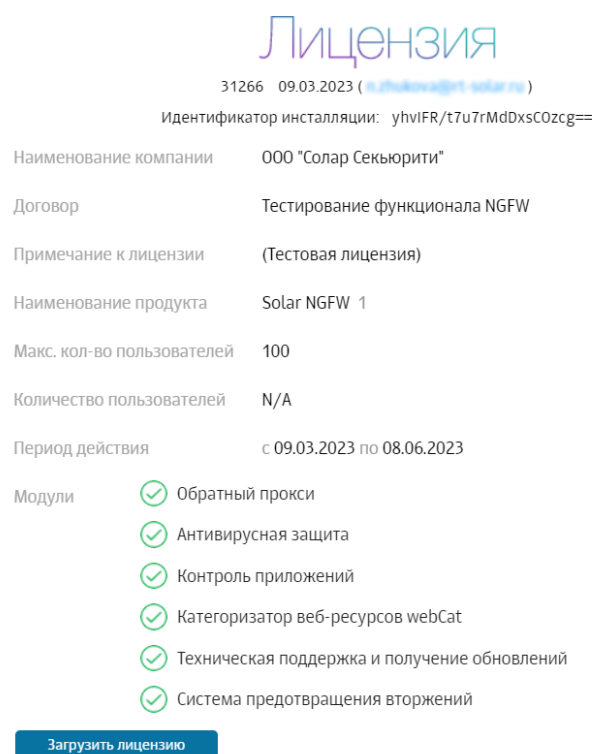 Лицензия
31266 09.03.2023 ( )
Идентификатор инсталляции: yhvIFR/t7u7rMdDxsCOzcg==
Наименование компании ООО "Солар Секьюрити"
Договор Тестирование функционала NGFW
Примечание к лицензии (Тестовая лицензия)
Наименование продукта Solar NGFW 1
Макс. кол-во пользователей 100
Количество пользователей N/A
Период действия с 09.03.2023 по 08.06.2023
Модули Обратный прокси
Антивирусная защита
Контроль приложений
Категоризатор веб-ресурсов webCat
Техническая поддержка и получение обновлений
Система предотвращения вторжений
Загрузить лицензию